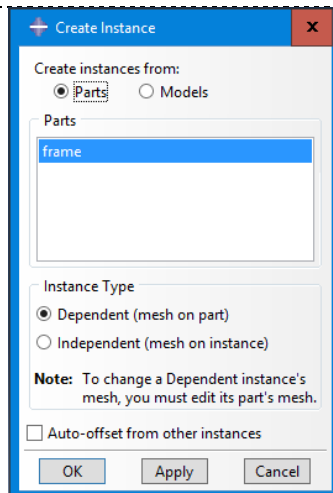 Create Instance
x
Create instances from:
Parts Models
Parts
frame
Instance Type
Dependent (mesh on part)
Independent (mesh on instance)
Note: To change a Dependent instance's
mesh, you must edit its part's mesh.
Auto-offset from other instances
OK Apply Cancel